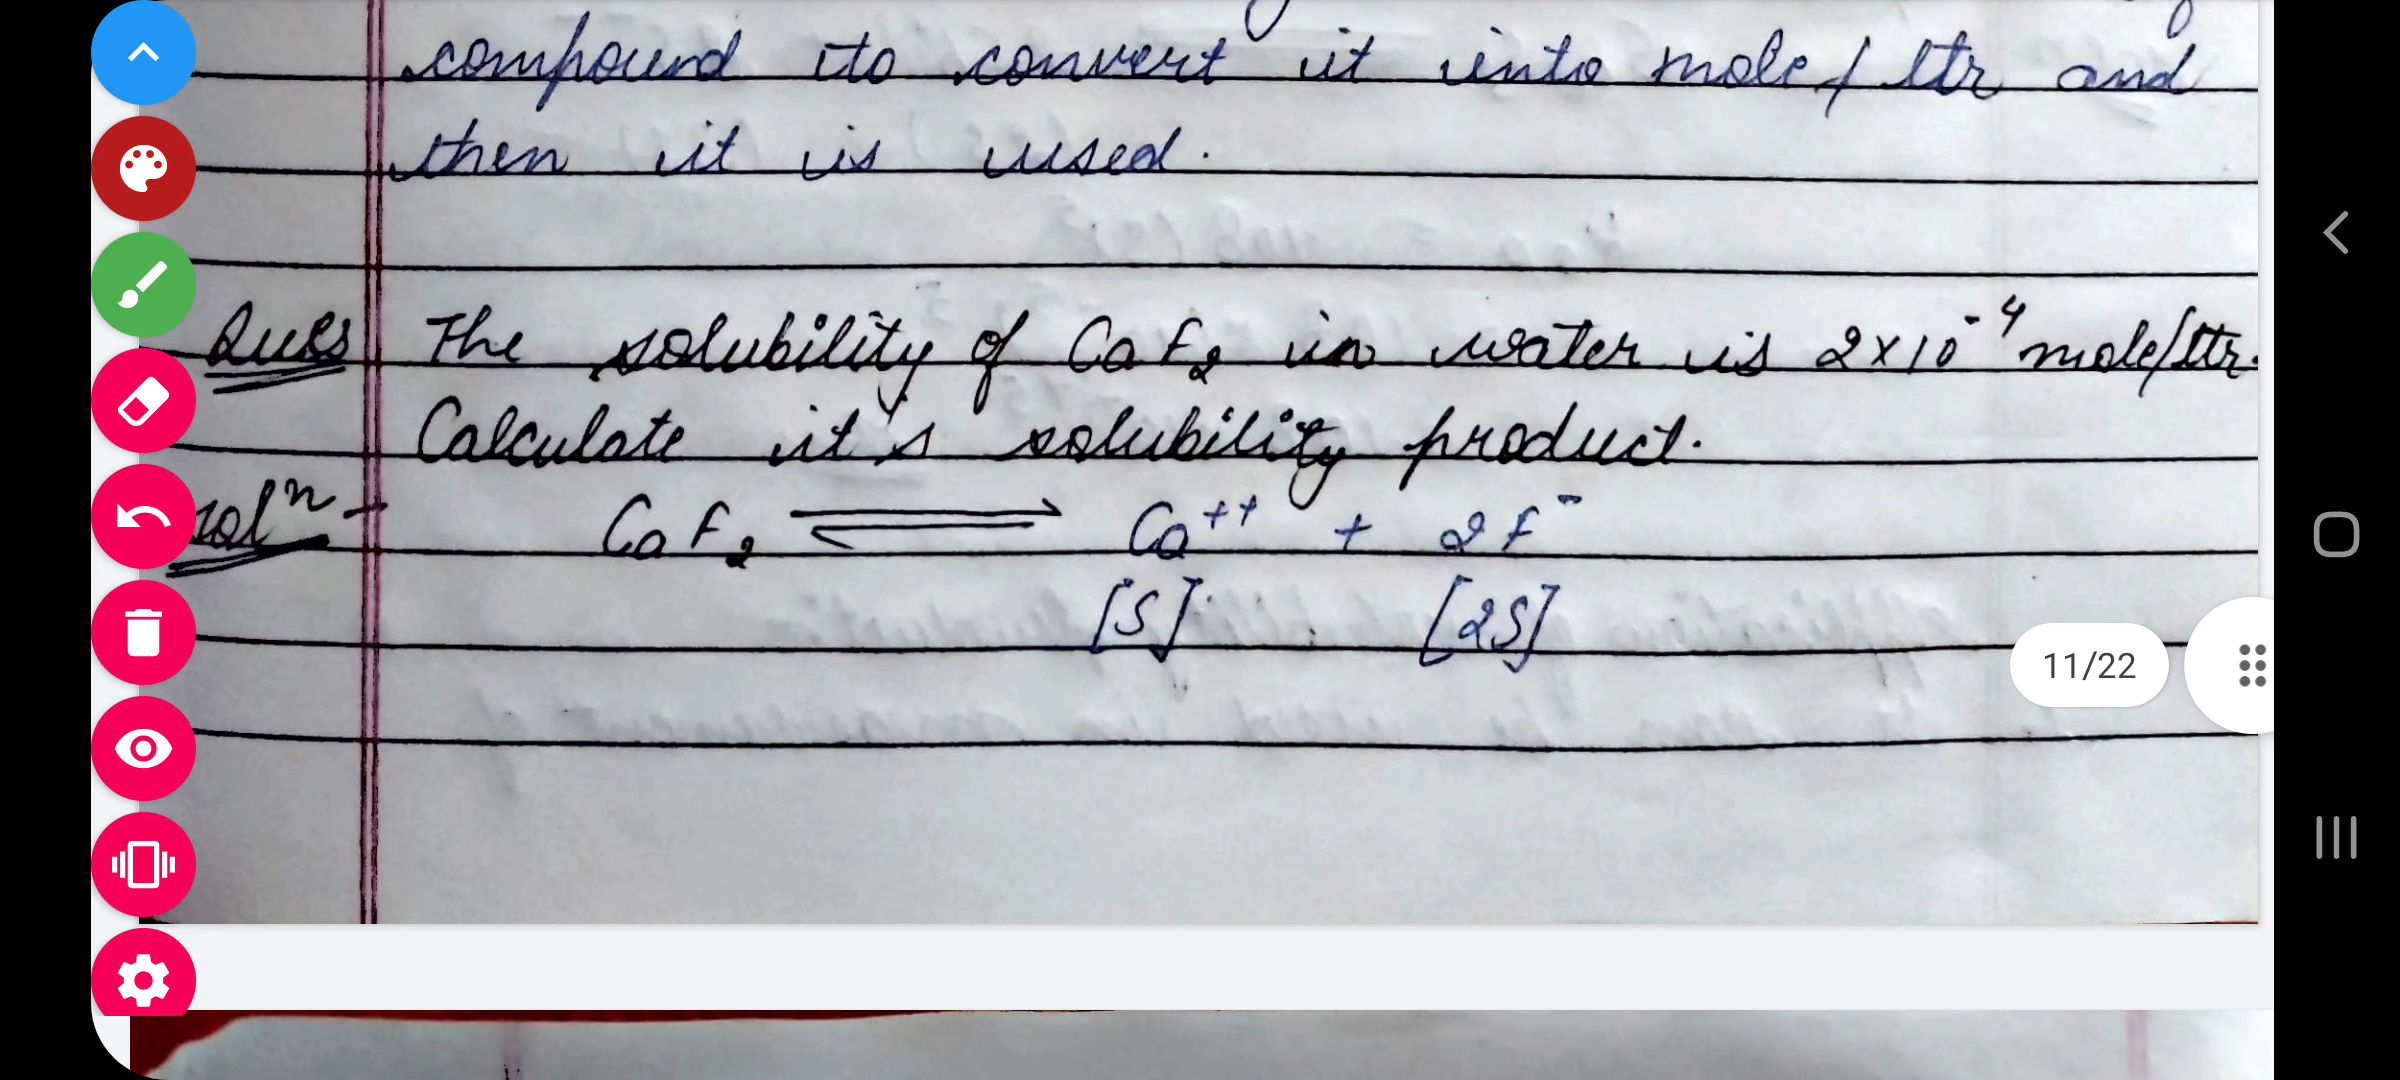 compound to convert it into mole/ltr and
then it is used.
Ques The solubility of CaF₂ in water is 2×10⁻⁴ mole/ltr.
Calculate it's solubility product.
solⁿ- CaF₂ ⇌ Ca⁺⁺ + 2F⁻
[S] [2S]
11/22